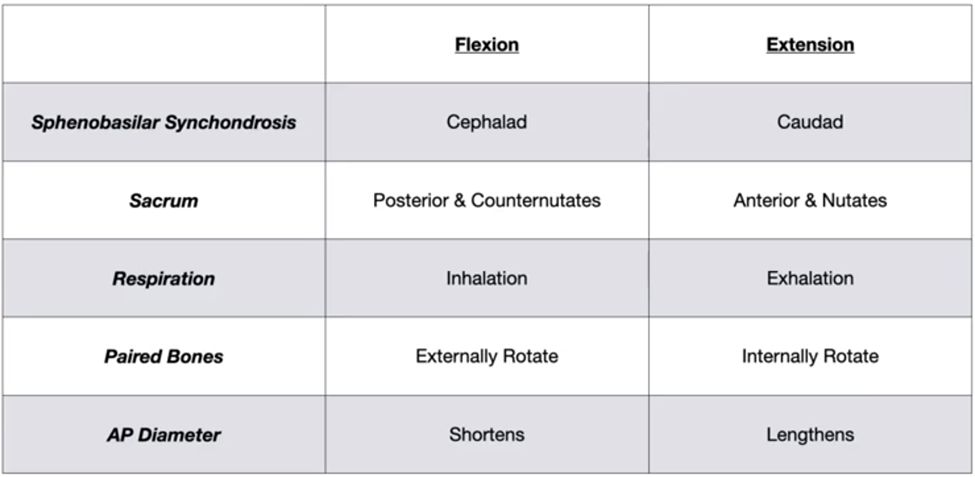 Flexion Extension
Sphenobasilar Synchondrosis Cephalad Caudad
Sacrum Posterior & Counternutates Anterior & Nutates
Respiration Inhalation Exhalation
Paired Bones Externally Rotate Internally Rotate
AP Diameter Shortens Lengthens